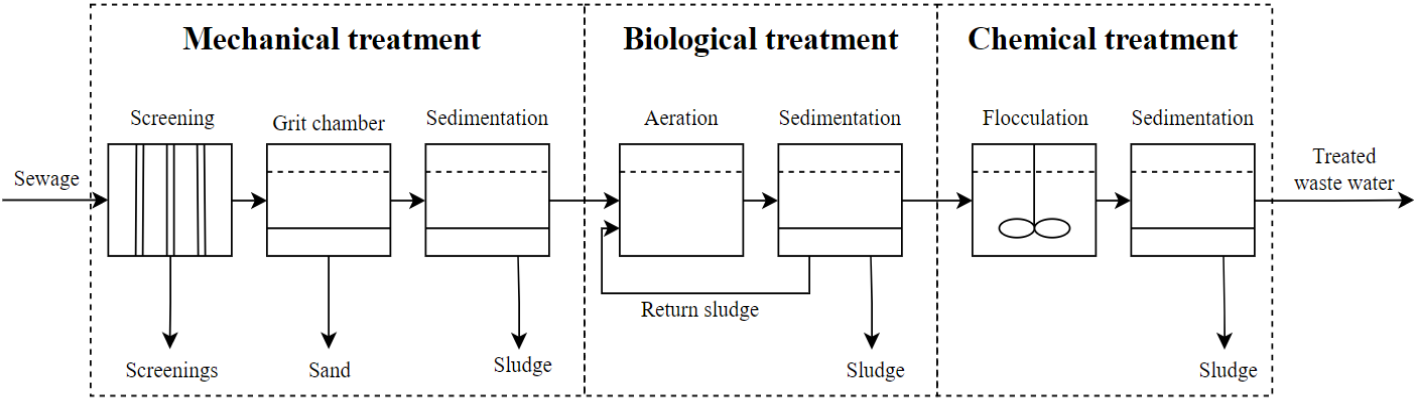 Mechanical treatment
Biological treatment
Chemical treatment
Screening
Grit chamber
Sedimentation
Aeration
Sedimentation
Flocculation
Sedimentation
Sewage
Treated
waste water
Return sludge
Screenings
Sand
Sludge
Sludge
Sludge